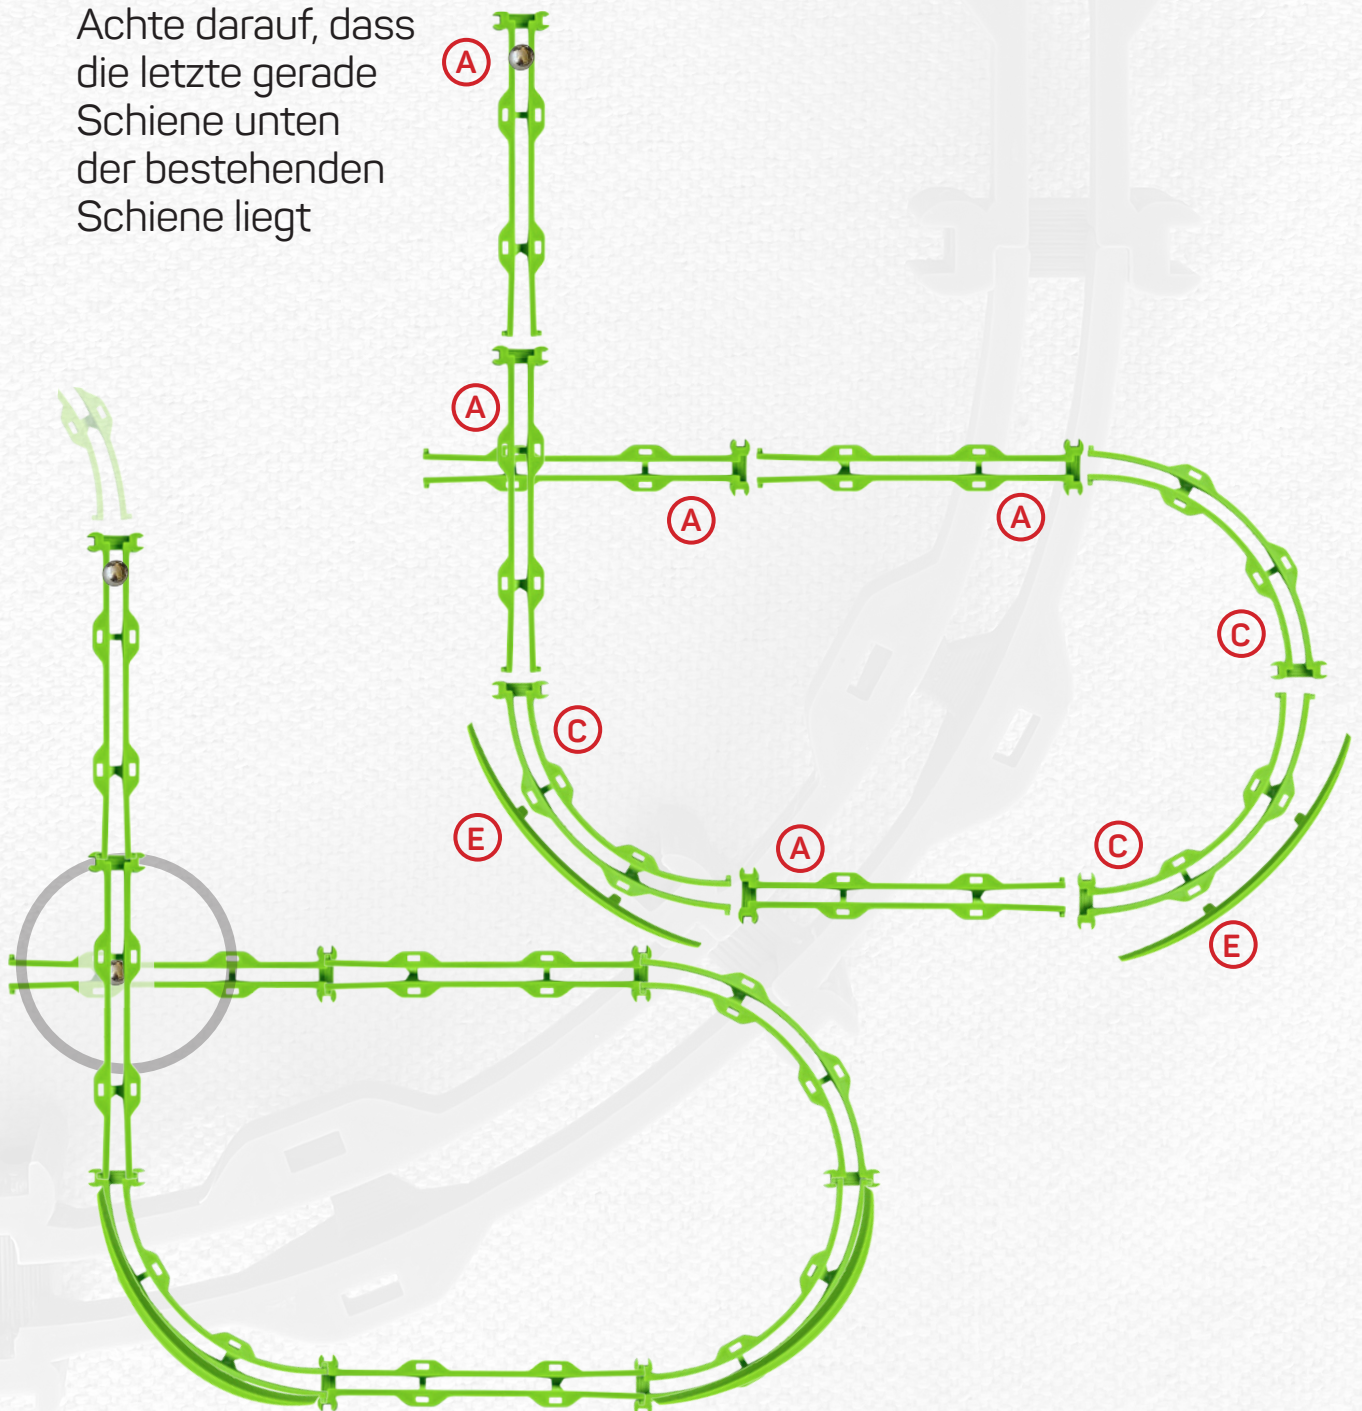 Achte darauf, dass
die letzte gerade
Schiene unten
der bestehenden
Schiene liegt
A
A
A
A
C
C
E
A
C
E